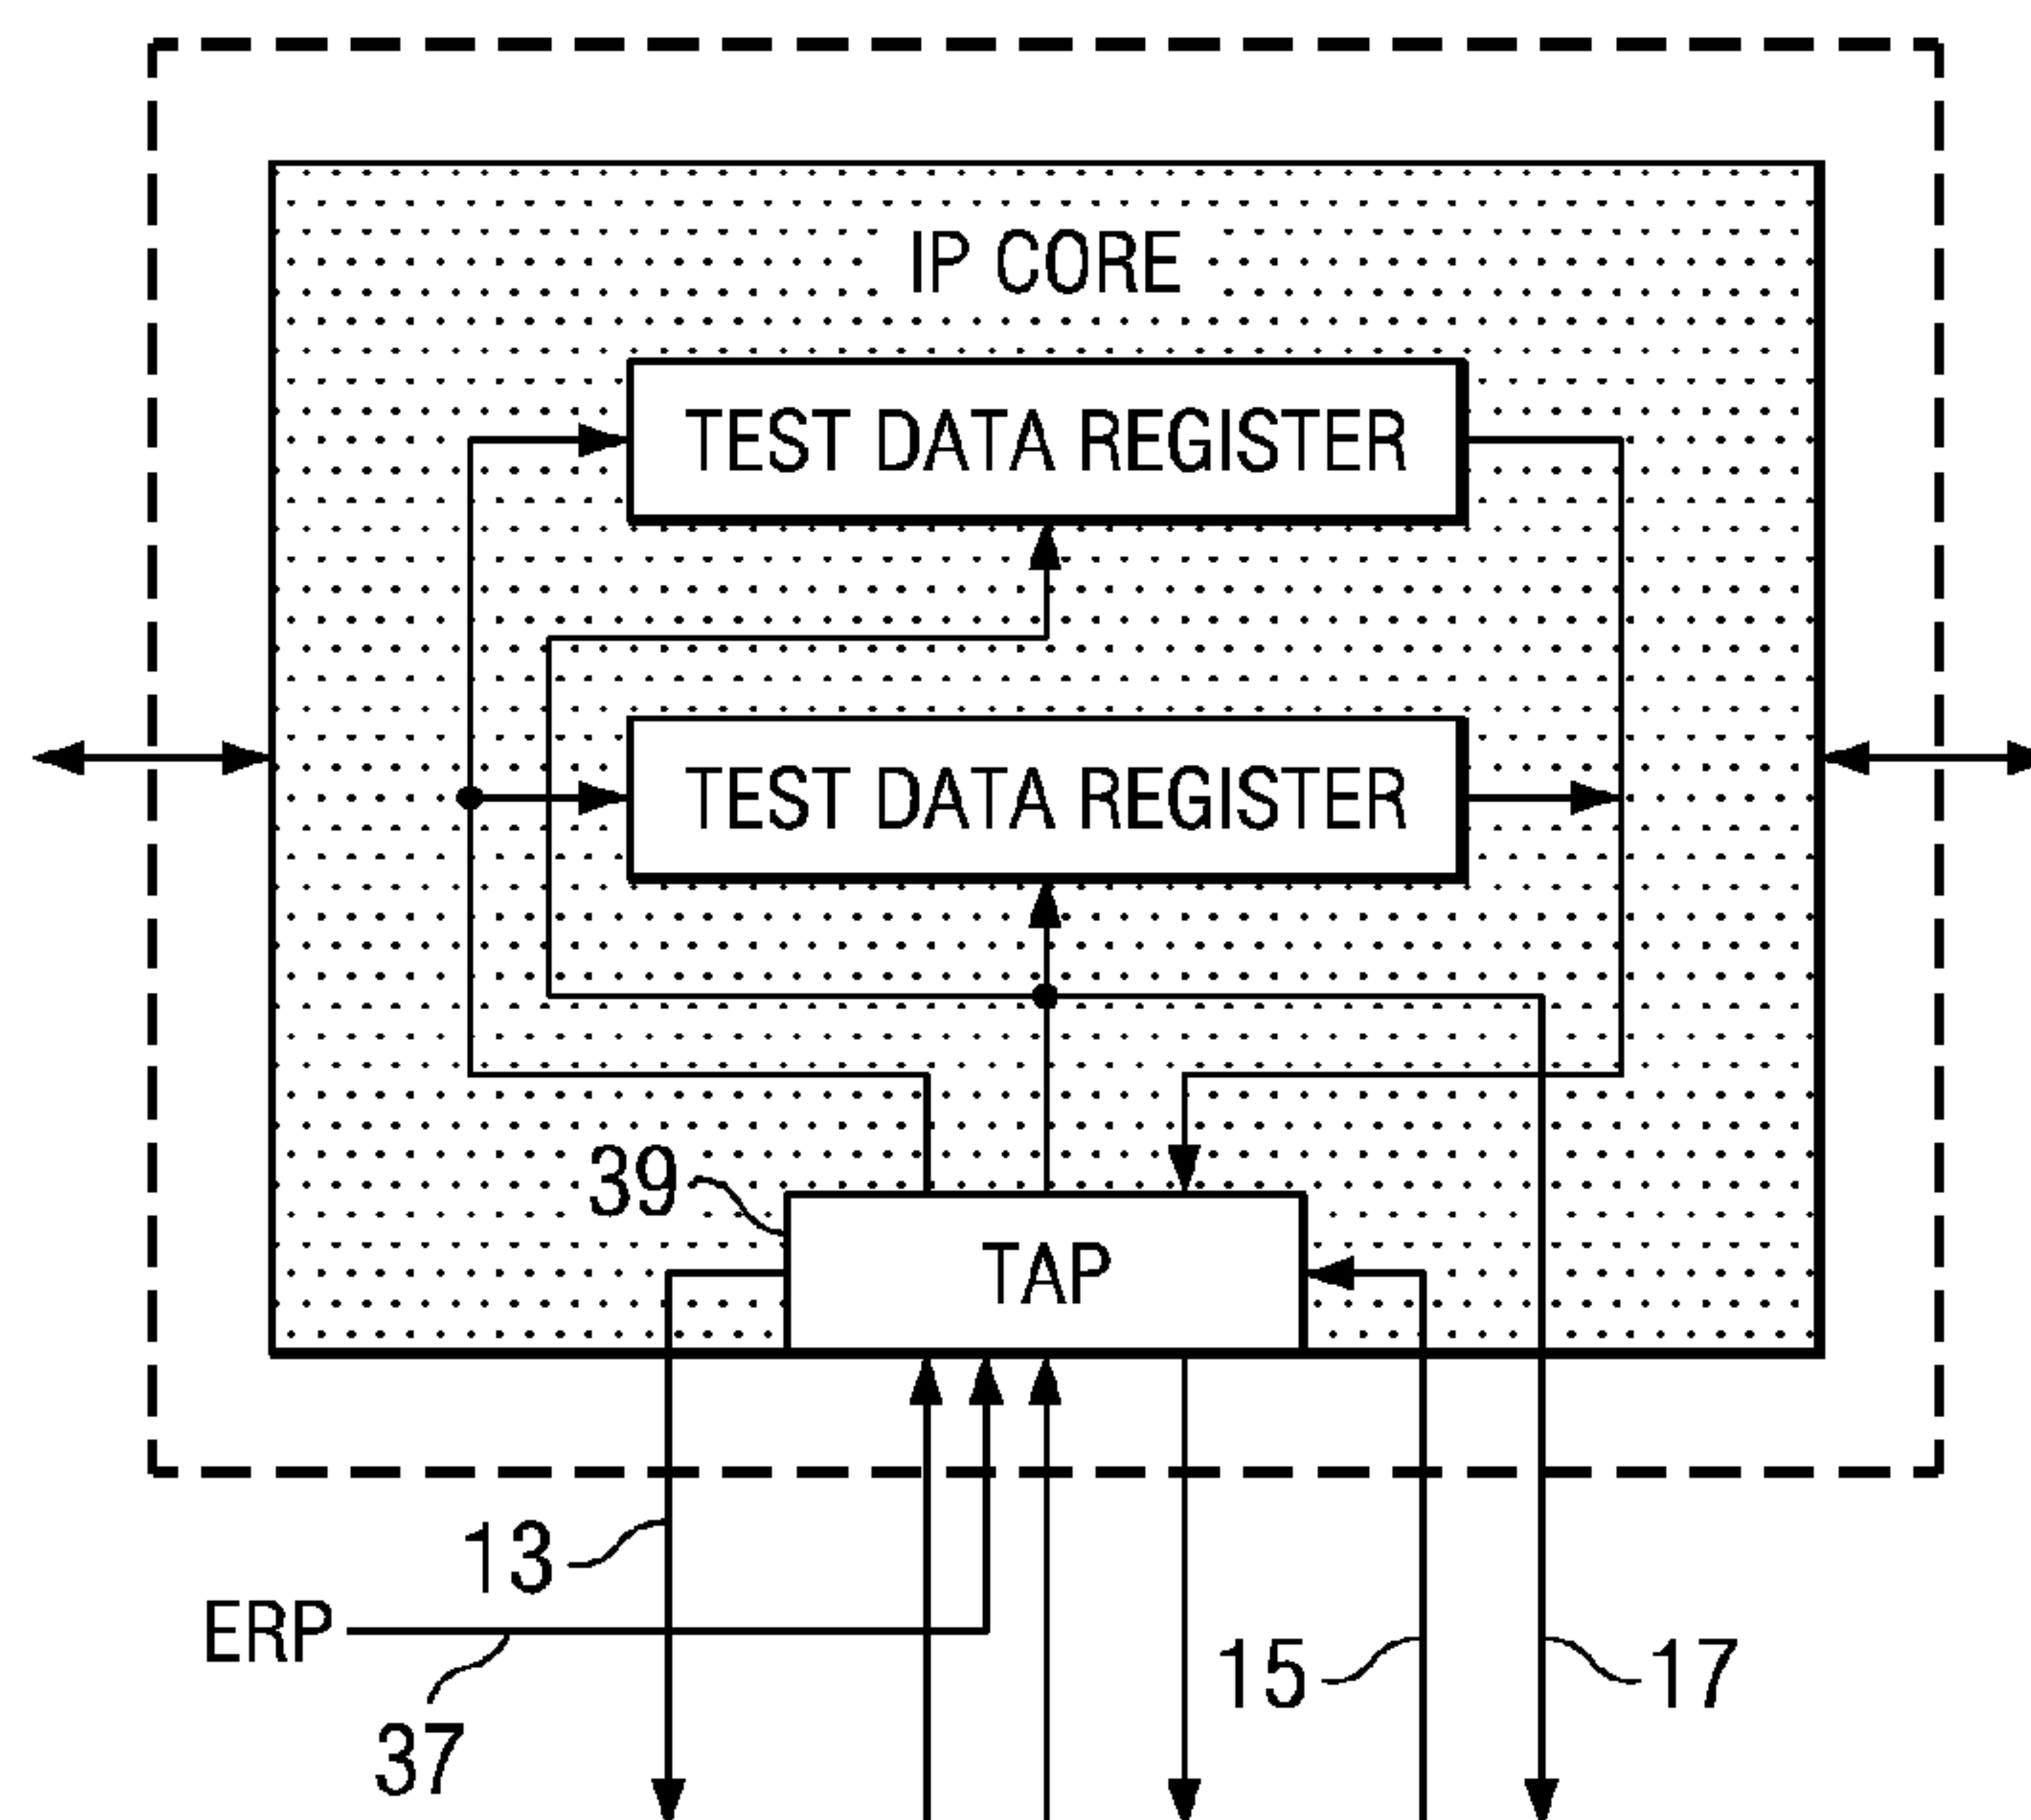 IP CORE
TEST DATA REGISTER
TEST DATA REGISTER
39
TAP
13
ERP
37
15
17